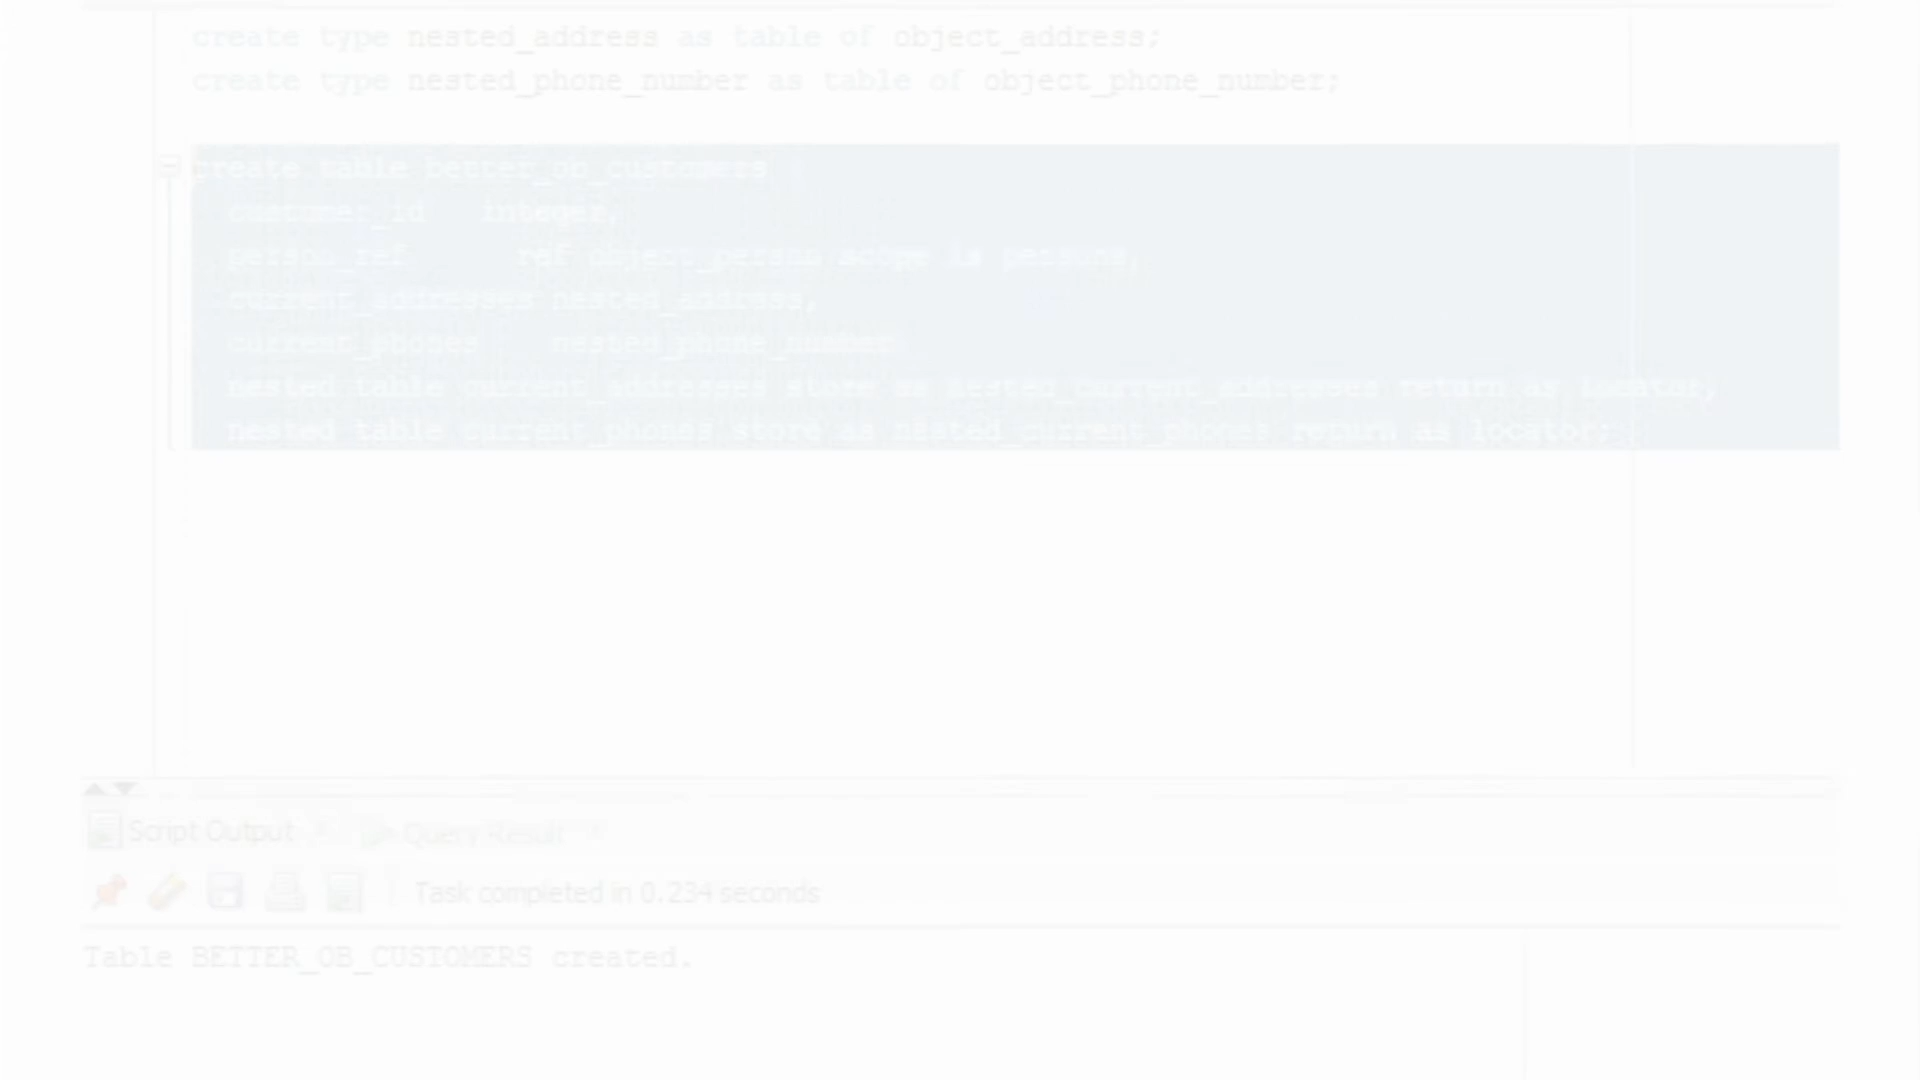 create type nested_address as table of object_address;
create type nested_phone_number as table of object_phone_number;
create table better_ob_customers (
customer_id integer,
person_ref ref object_person scope is persons,
current_addresses nested_address,
current_phones nested_phone_number
nested table current_addresses store as nested_current_addresses return as locator,
nested table current_phones store as nested_current_phones return as locator;
Script Output
Query Result
Task completed in 0.234 seconds
Table BETTER_OB_CUSTOMERS created.